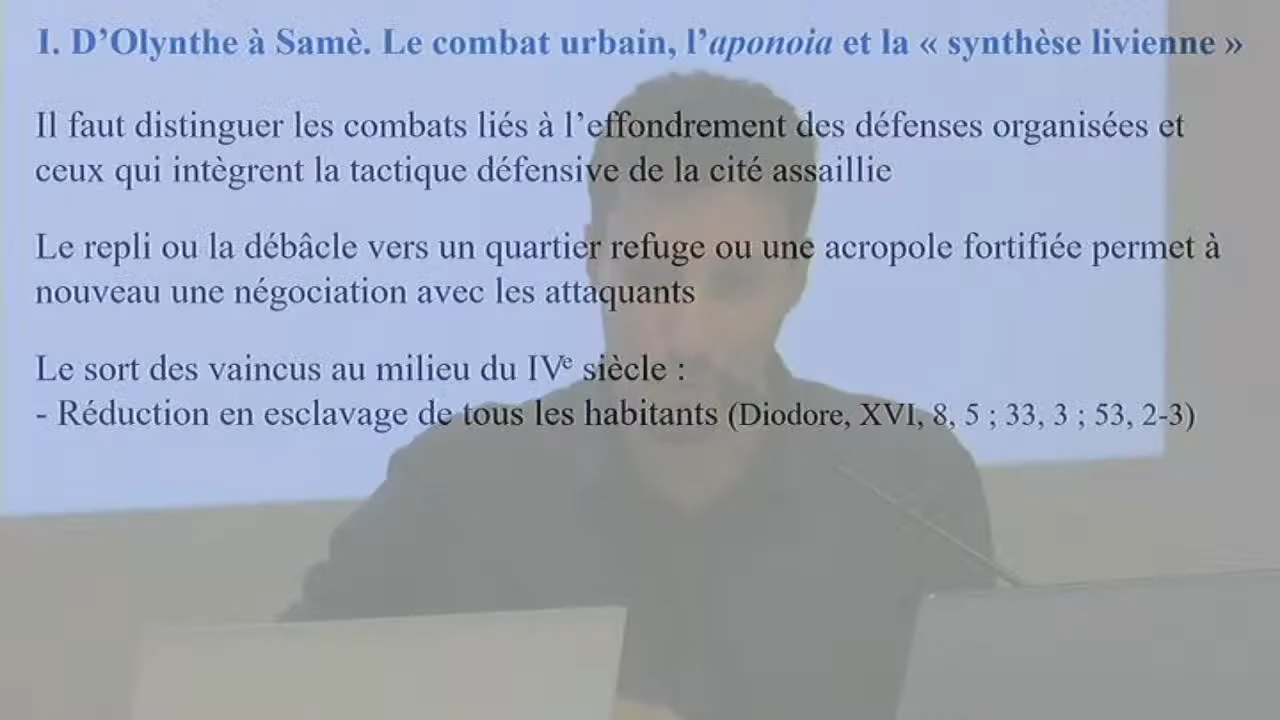 I. D’Olynthe à Samè. Le combat urbain, l’aponoia et la « synthèse livienne »
Il faut distinguer les combats liés à l’effondrement des défenses organisées et
ceux qui intègrent la tactique défensive de la cité assaillie
Le repli ou la débâcle vers un quartier refuge ou une acropole fortifiée permet à
nouveau une négociation avec les attaquants
Le sort des vaincus au milieu du IVe siècle :
- Réduction en esclavage de tous les habitants (Diodore, XVI, 8, 5 ; 33, 3 ; 53, 2-3)